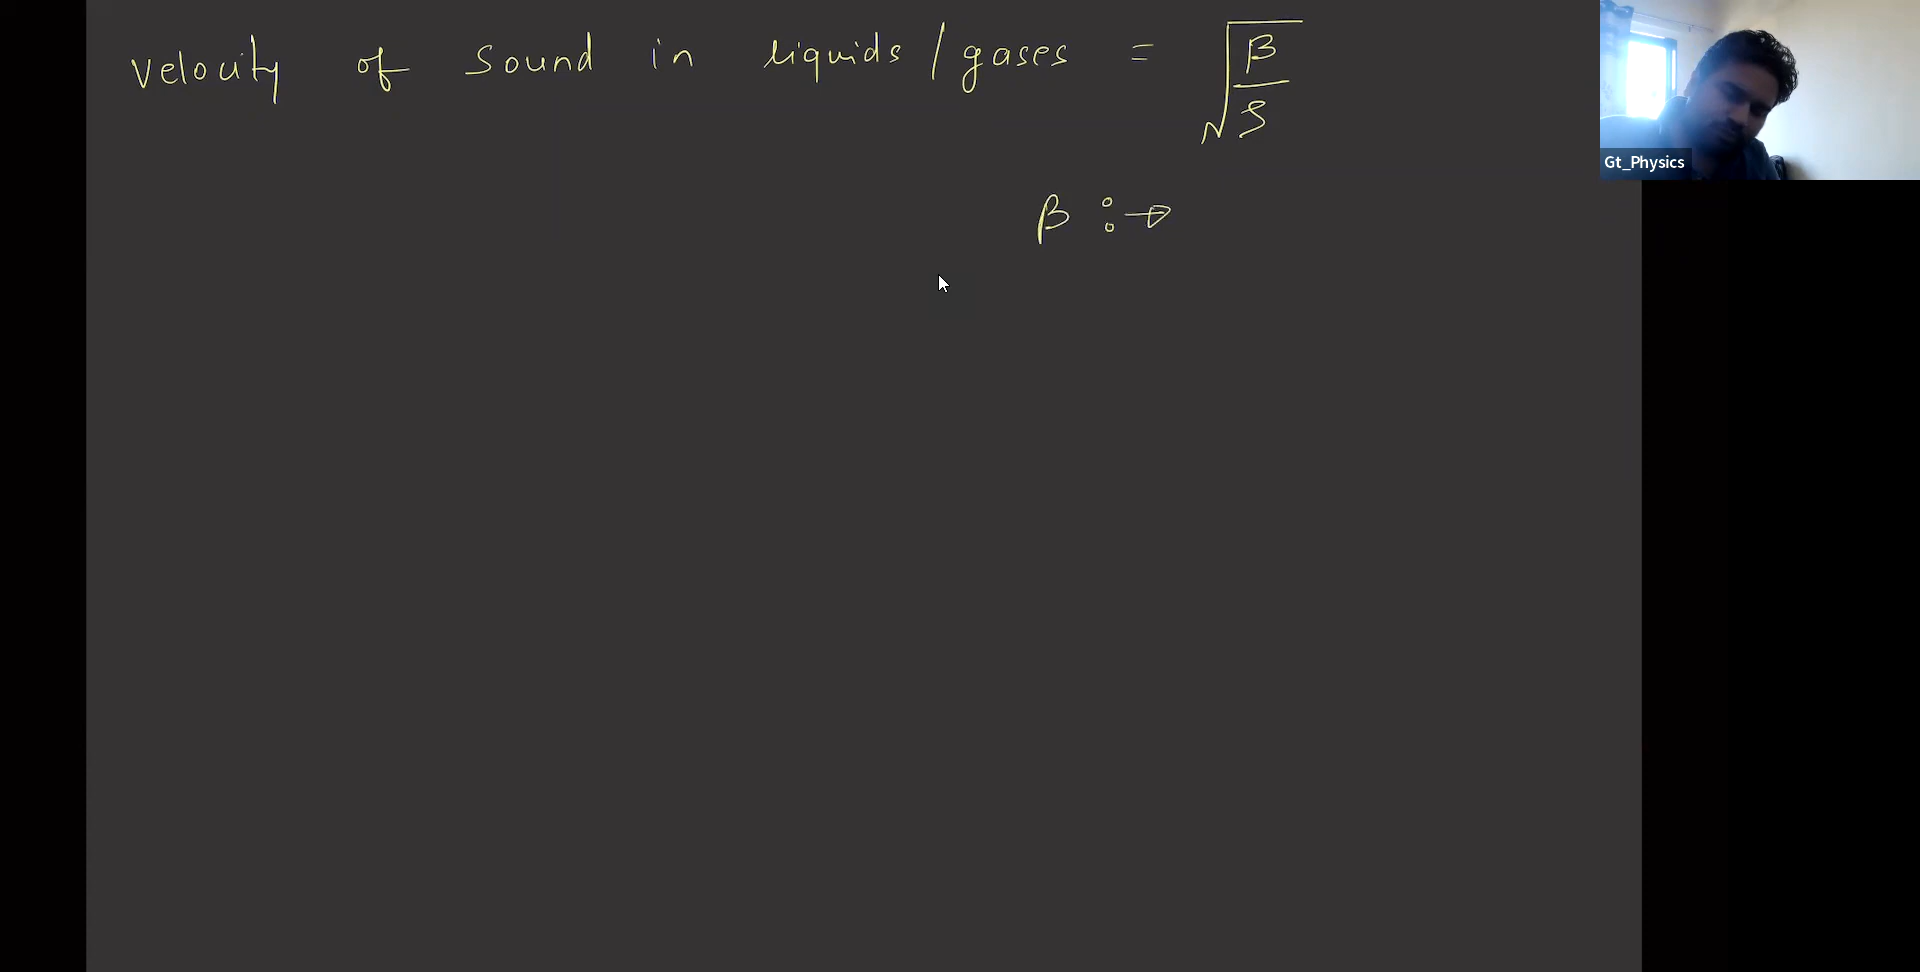 velocity of sound in liquids/gases = √(β/ρ)
Gt_Physics
β :→